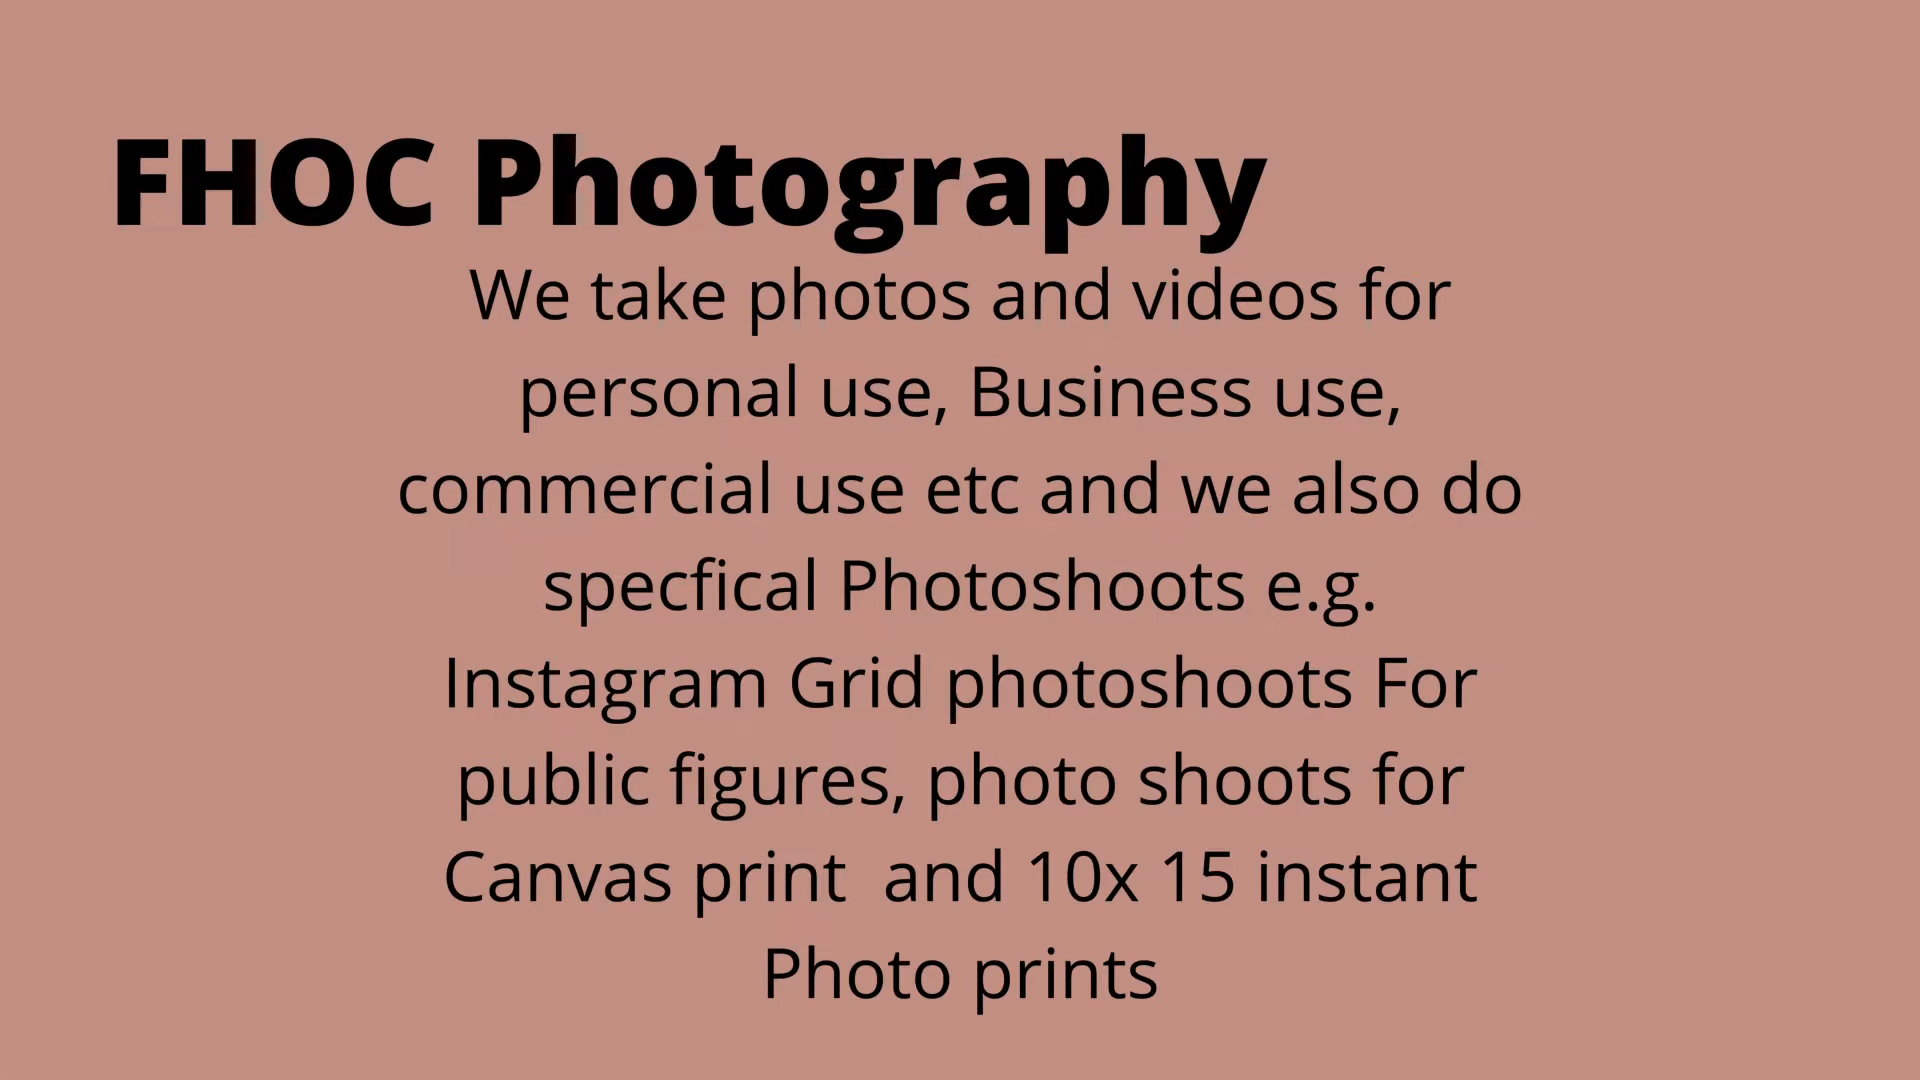 FHOC Photography
We take photos and videos for
personal use, Business use,
commercial use etc and we also do
specfical Photoshoots e.g.
Instagram Grid photoshoots For
public figures, photo shoots for
Canvas print  and 10x 15 instant
Photo prints